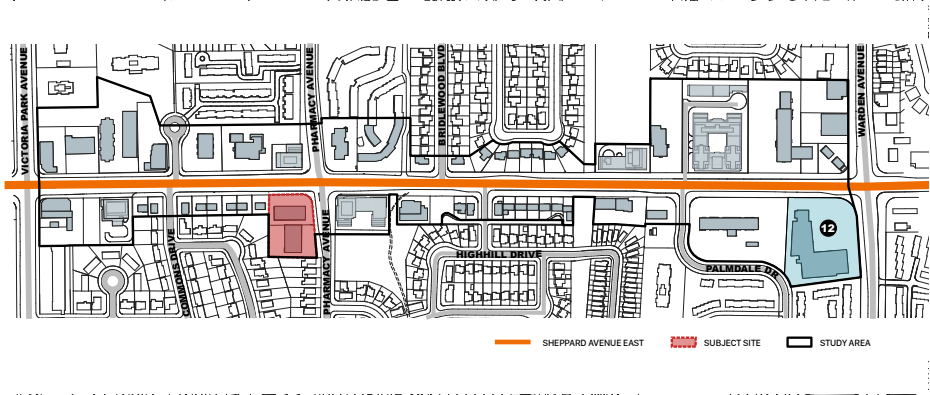 VICTORIA PARK AVENUE
PHARMACY AVENUE
BRIDLEWOOD BLVD
WARDEN AVENUE
12
COMMONS DRIVE
PHARMACY AVENUE
HIGHHILL DRIVE
PALMDALE DR
SHEPPARD AVENUE EAST
SUBJECT SITE
STUDY AREA